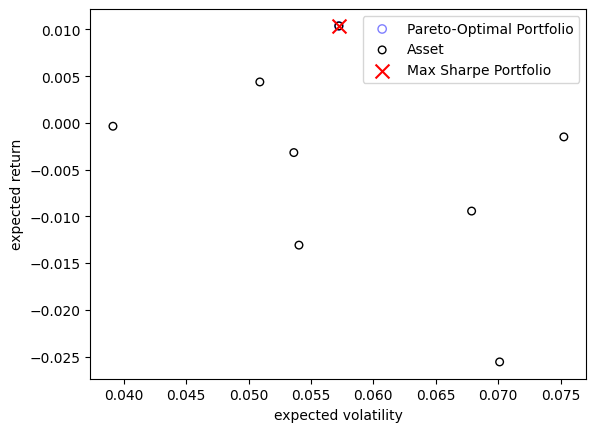 Pareto-Optimal Portfolio
Asset
Max Sharpe Portfolio
0.010
0.005
0.000
−0.005
−0.010
−0.015
−0.020
−0.025
expected return
0.040 0.045 0.050 0.055 0.060 0.065 0.070 0.075
expected volatility